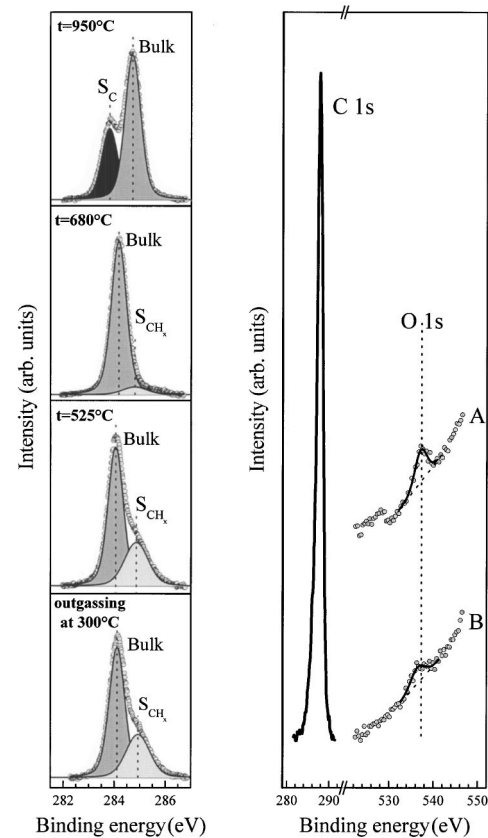 t=950°C
Bulk
S_C
t=680°C
Bulk
S_CHx
t=525°C
Bulk
S_CHx
outgassing
at 300°C
Bulk
S_CHx
Intensity (arb. units)
282 284 286
Binding energy (eV)
C 1s
O 1s
A
B
Intensity (arb. units)
280 290 530 540 550
Binding energy (eV)